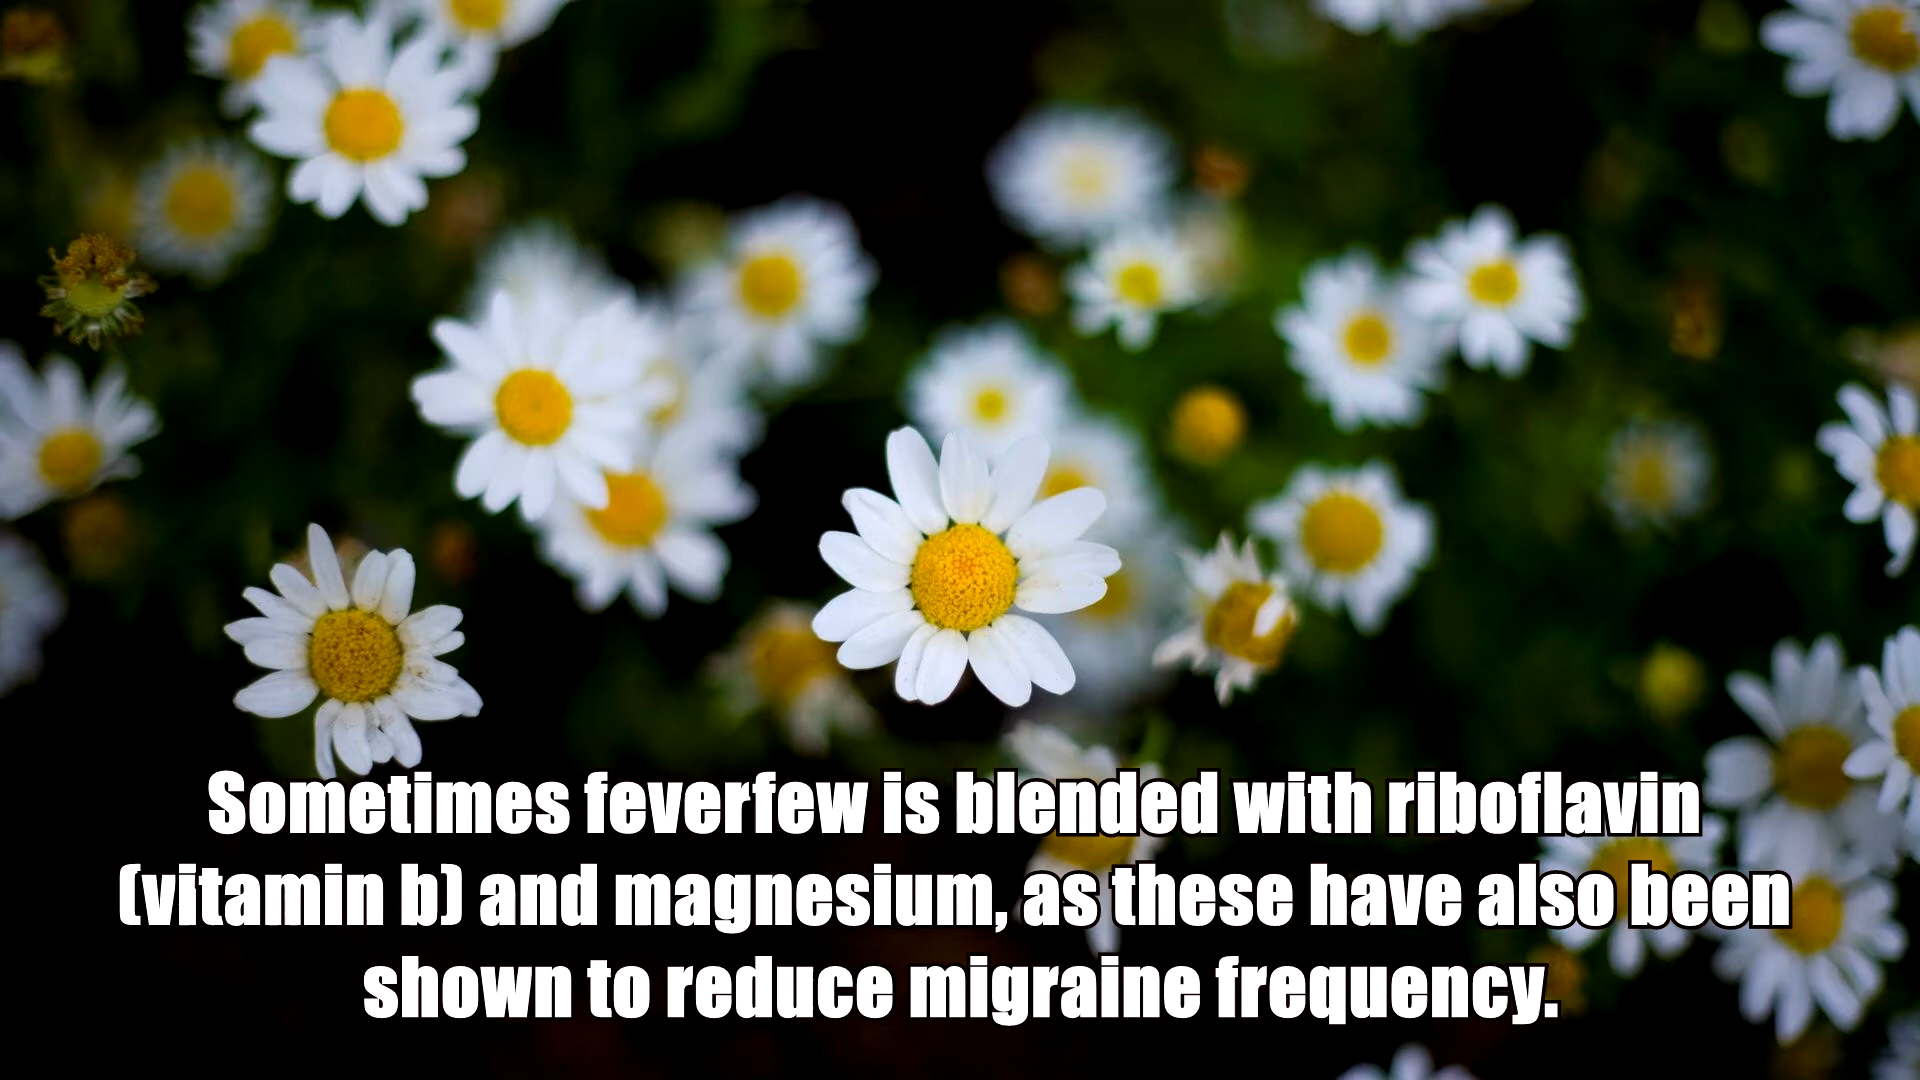 Sometimes feverfew is blended with riboflavin
(vitamin b) and magnesium, as these have also been
shown to reduce migraine frequency.